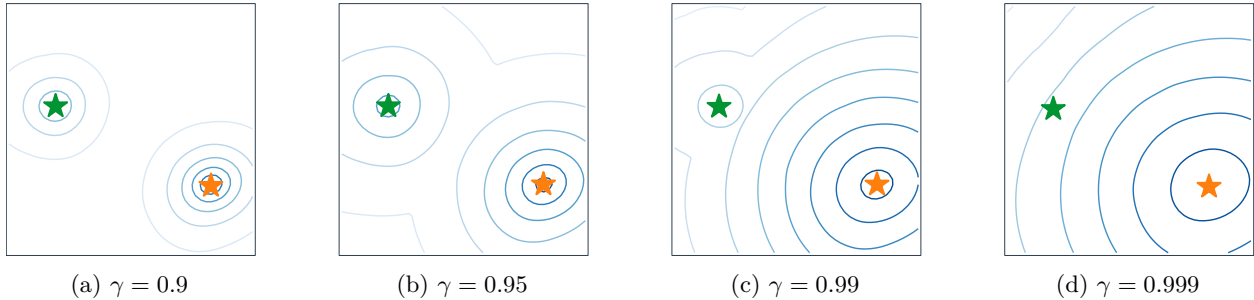 (a) γ = 0.9
(b) γ = 0.95
(c) γ = 0.99
(d) γ = 0.999